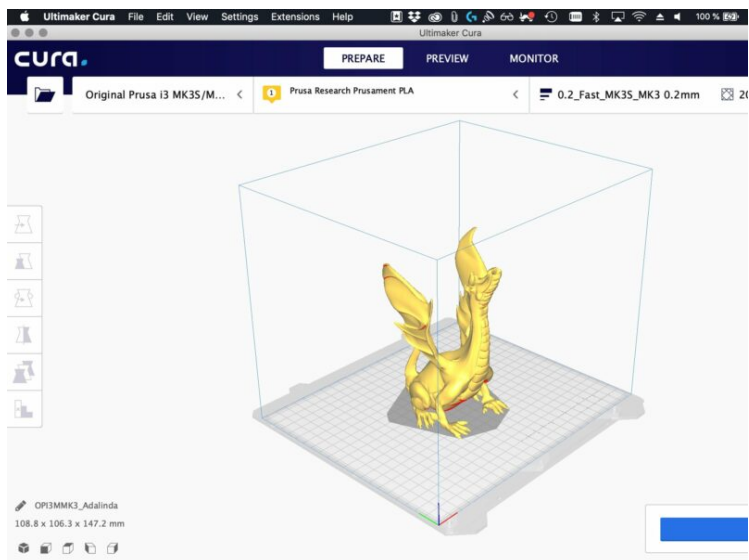 Ultimaker Cura File Edit View Settings Extensions Help 100 %
Ultimaker Cura
cura. PREPARE PREVIEW MONITOR
Original Prusa i3 MK3S/M... 1 Prusa Research Prusament PLA 0.2_Fast_MK3S_MK3 0.2mm 20
OPI3MMK3_Adalinda
108.8 x 106.3 x 147.2 mm